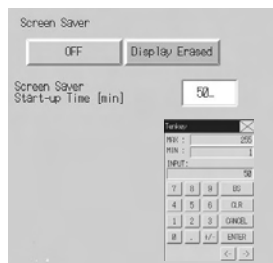 Screen Saver
OFF Display Erased
Screen Saver
Start-up Time [min] 50_
Tenkey
MAX : 255
MIN : 1
INPUT:
50
7 8 9 BS
4 5 6 CLR
1 2 3 CANCEL
0 . +/- ENTER
<- ->